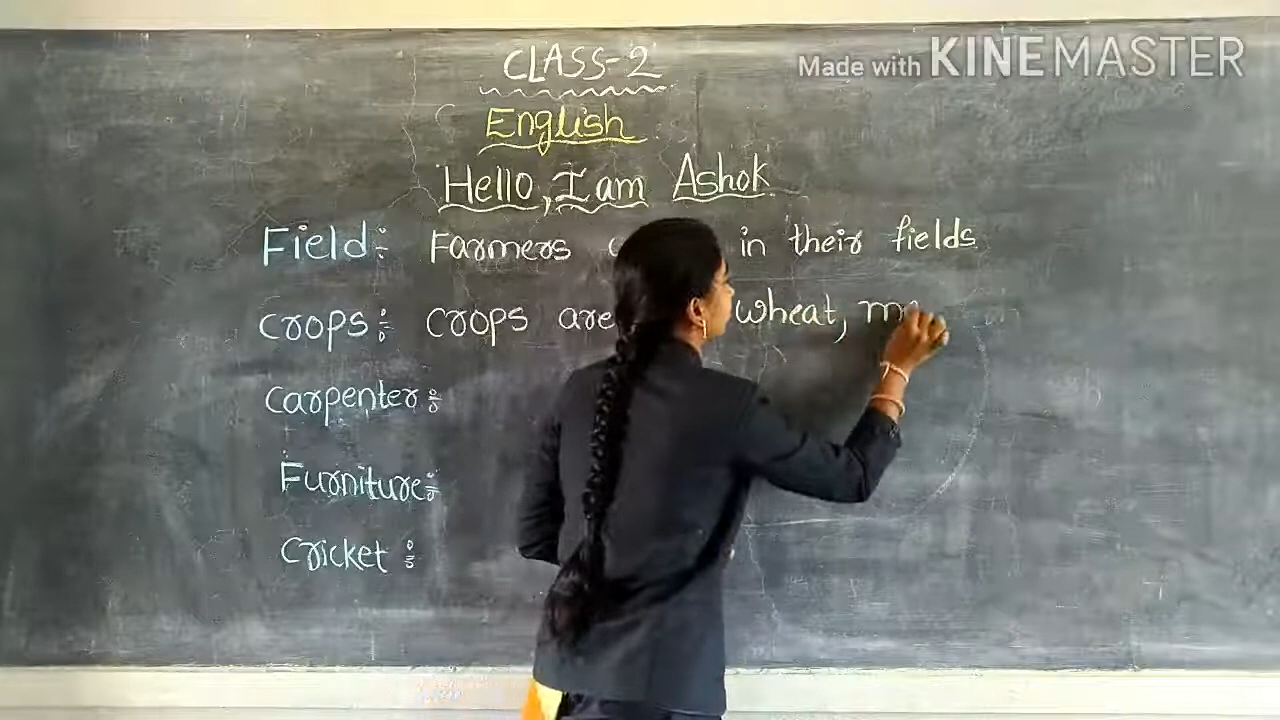 CLASS-2
Made with KINEMASTER
English
Hello, I am Ashok.
Field: Farmers in their fields
Crops: Crops are wheat,
Carpenter:
Furniture:
Cricket: